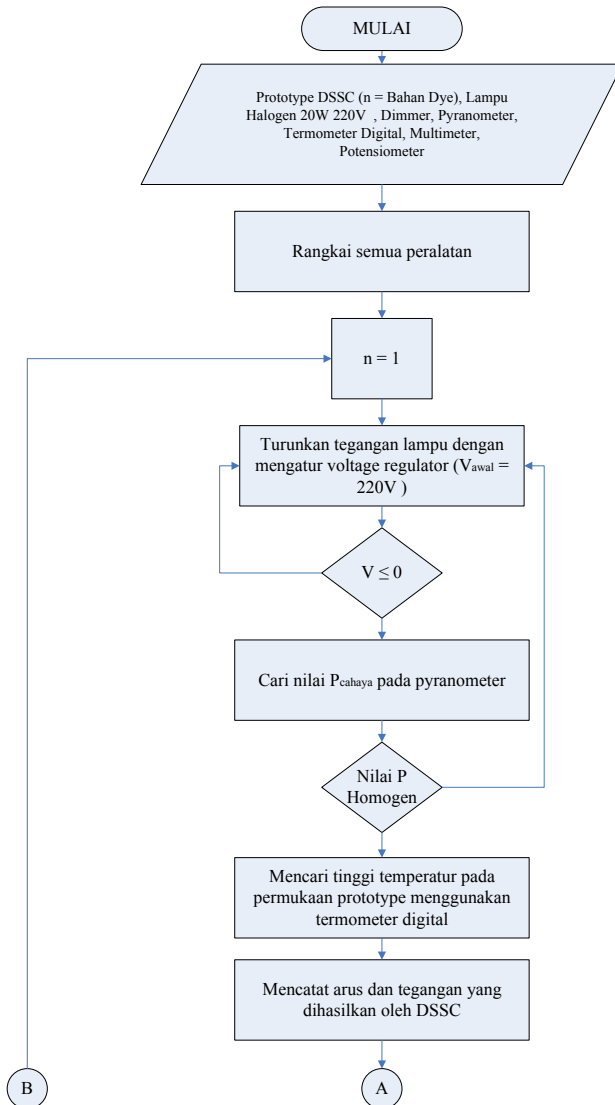 MULAI
Prototype DSSC (n = Bahan Dye), Lampu
Halogen 20W 220V , Dimmer, Pyranometer,
Termometer Digital, Multimeter,
Potensiometer
Rangkai semua peralatan
n = 1
Turunkan tegangan lampu dengan
mengatur voltage regulator (Vawal =
220V )
V ≤ 0
Cari nilai Pcahaya pada pyranometer
Nilai P
Homogen
Mencari tinggi temperatur pada
permukaan prototype menggunakan
termometer digital
Mencatat arus dan tegangan yang
dihasilkan oleh DSSC
B
A